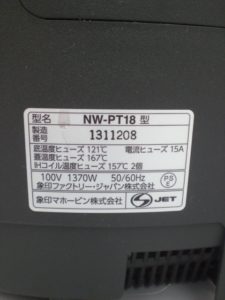 型名 NW-PT18 型
製造番号 1311208
底温度ヒューズ 121℃ 電流ヒューズ 15A
蓋温度ヒューズ 167℃
IHコイル温度ヒューズ 157℃ 2個
100V 1370W 50/60Hz
象印ファクトリー・ジャパン株式会社
象印マホービン株式会社
PS
E
JET